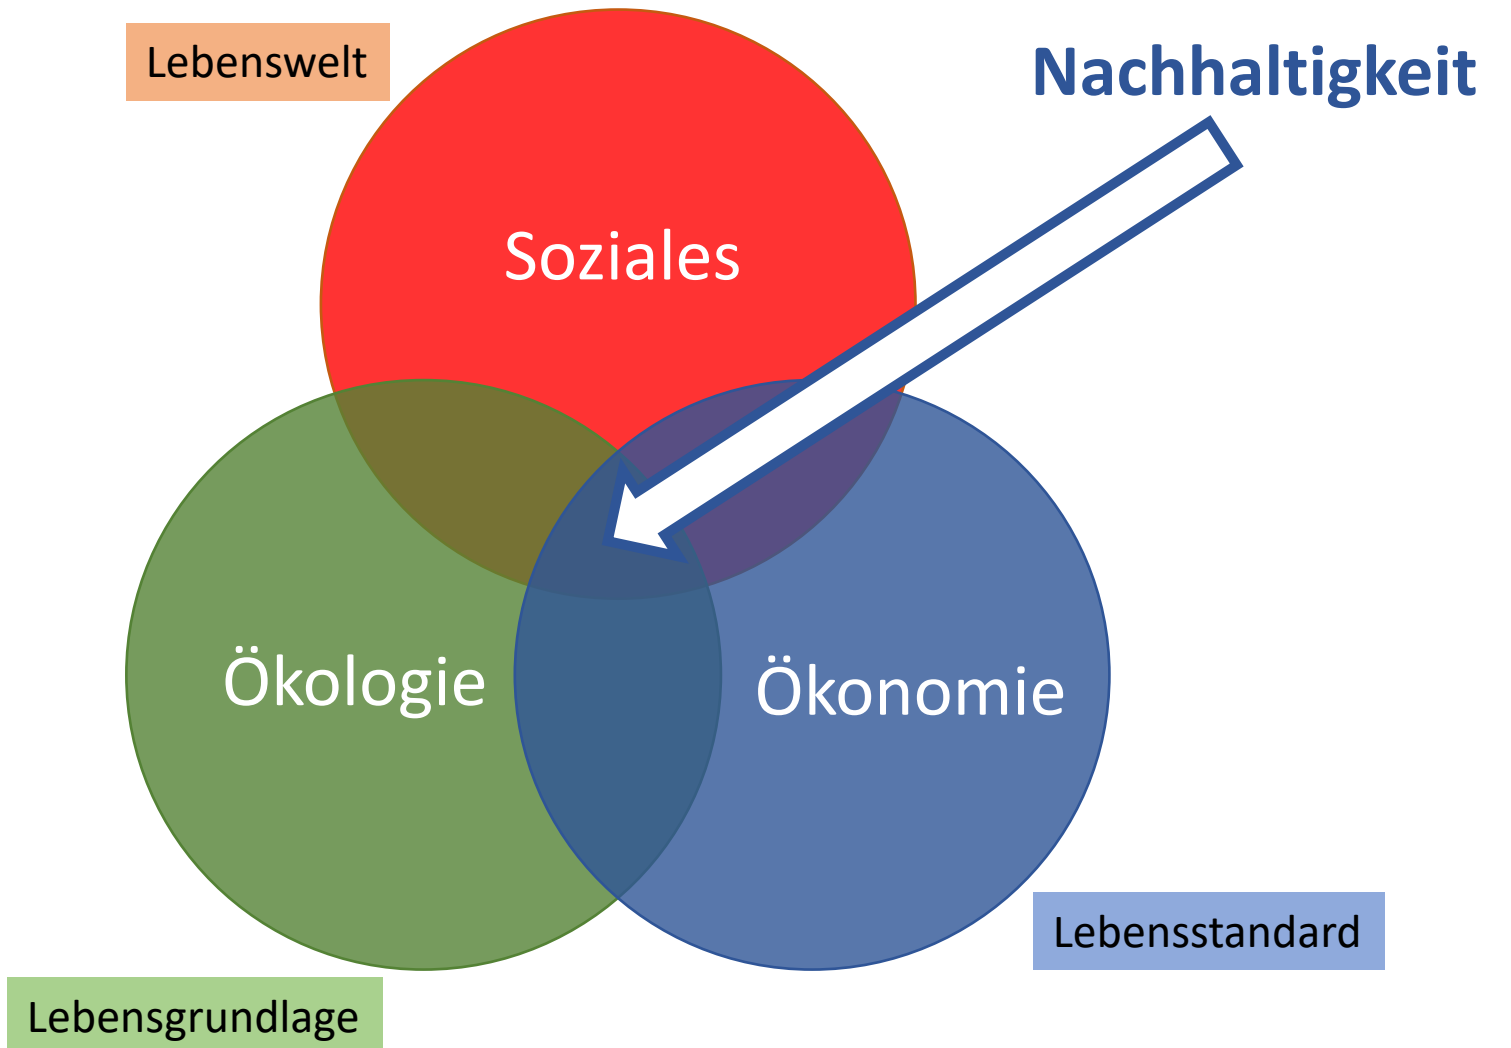 Lebenswelt
Nachhaltigkeit
Soziales
Ökologie
Ökonomie
Lebensstandard
Lebensgrundlage